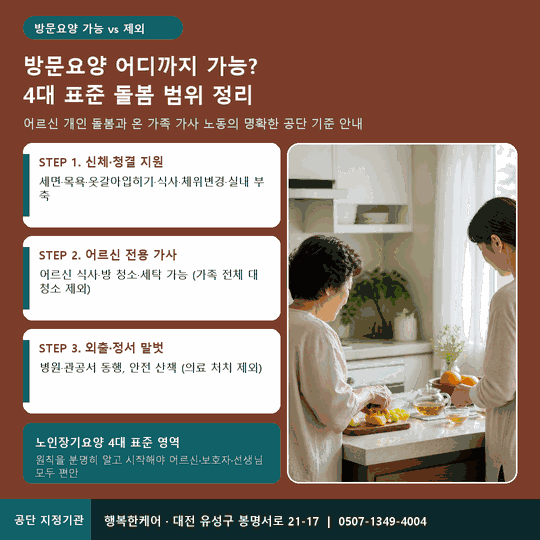 방문요양 가능 vs 제외
방문요양 어디까지 가능?
4대 표준 돌봄 범위 정리
어르신 개인 돌봄과 온 가족 가사 노동의 명확한 공단 기준 안내
STEP 1. 신체·청결 지원
세면·목욕·옷갈아입히기·식사·체위변경·실내 부
축
STEP 2. 어르신 전용 가사
어르신 식사·방 청소·세탁 가능 (가족 전체 대
청소 제외)
STEP 3. 외출·정서 말벗
병원·관공서 동행, 안전 산책 (의료 처치 제외)
노인장기요양 4대 표준 영역
원칙을 분명히 알고 시작해야 어르신·보호자·선생님
모두 편안
공단 지정기관
행복한케어 · 대전 유성구 봉명서로 21-17 | 0507-1349-4004